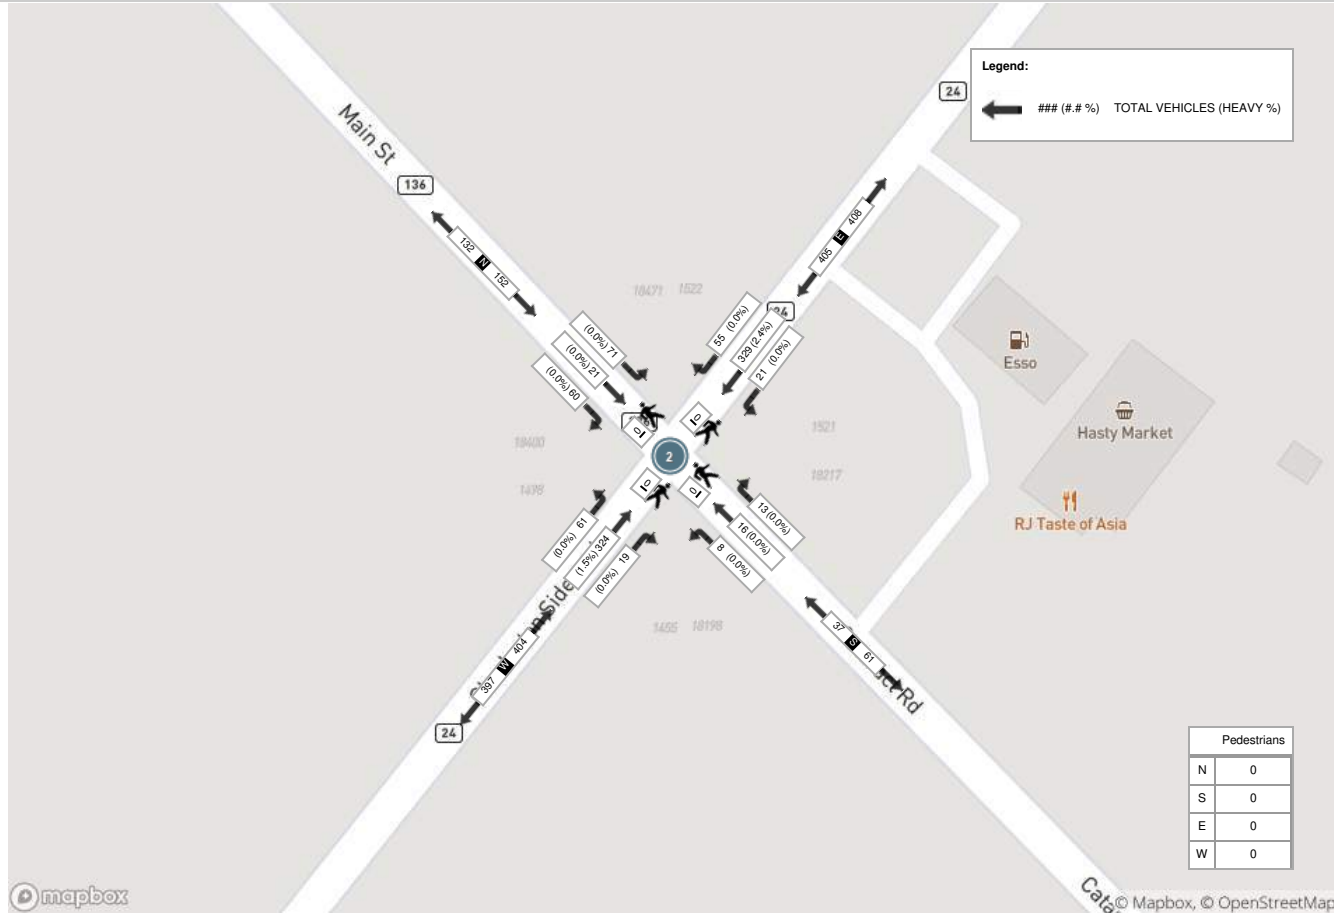 Legend:
### (#.# %) TOTAL VEHICLES (HEAVY %)
24
Main St
136
132 N 152
405 E 408
18471 1522
(0.0%) 71
(0.0%) 21
(0.0%) 60
55 (0.0%)
329 (2.4%)
21 (0.0%)
Esso
Hasty Market
RJ Taste of Asia
18400
1498
1521
18217
0
0
2
0
0
(0.0%) 61
(1.5%) 324
(0.0%) 19
13 (0.0%)
16 (0.0%)
8 (0.0%)
1455 18198
397 W 404
37 S 61
Rd
24
Pedestrians
N 0
S 0
E 0
W 0
mapbox
© Mapbox, © OpenStreetMap